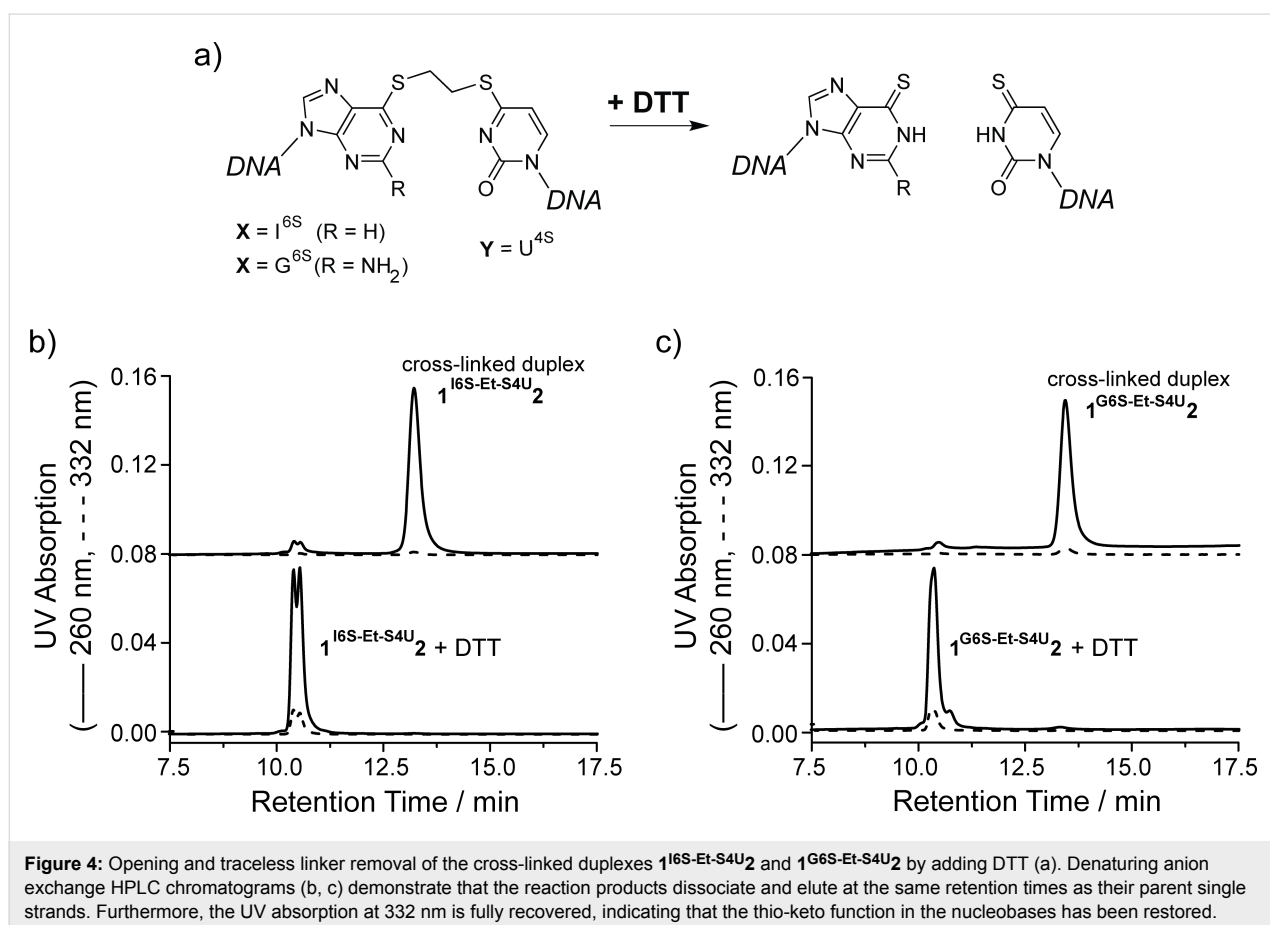 a)
N
S
S
N
N
N
N
N
O
N
DNA
R
DNA
+ DTT
N
S
N
NH
N
DNA
R
S
HN
O
N
DNA
X = I6S (R = H)
X = G6S (R = NH2)
Y = U4S
b)
UV Absorption
(—— 260 nm, - - - 332 nm)
0.16
0.12
0.08
0.04
0.00
cross-linked duplex
1I6S-Et-S4U2
1I6S-Et-S4U2 + DTT
7.5 10.0 12.5 15.0 17.5
Retention Time / min
c)
UV Absorption
(—— 260 nm, - - - 332 nm)
0.16
0.12
0.08
0.04
0.00
cross-linked duplex
1G6S-Et-S4U2
1G6S-Et-S4U2 + DTT
7.5 10.0 12.5 15.0 17.5
Retention Time / min
Figure 4: Opening and traceless linker removal of the cross-linked duplexes 1I6S-Et-S4U2 and 1G6S-Et-S4U2 by adding DTT (a). Denaturing anion
exchange HPLC chromatograms (b, c) demonstrate that the reaction products dissociate and elute at the same retention times as their parent single
strands. Furthermore, the UV absorption at 332 nm is fully recovered, indicating that the thio-keto function in the nucleobases has been restored.